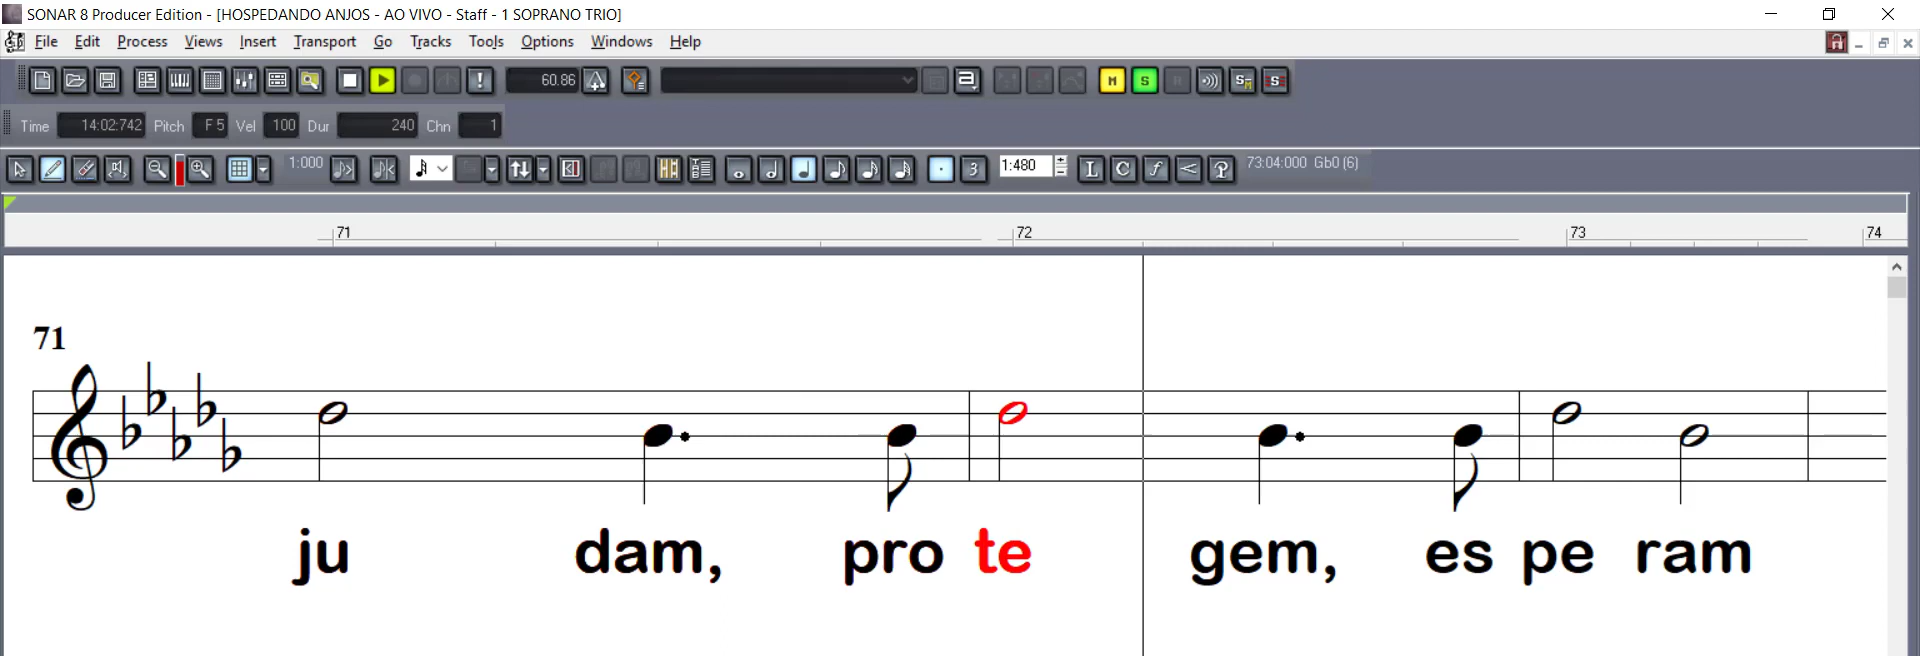 SONAR 8 Producer Edition - [HOSPEDANDO ANJOS - AO VIVO - Staff - 1 SOPRANO TRIO]
File Edit Process Views Insert Transport Go Tracks Tools Options Windows Help
60.86 a M S R S S
Time 14:02:742 Pitch F 5 Vel 100 Dur 240 Chn 1
1:000 3 1:480 L C f 73:04:000 Gb0 (6)
71 72 73 74
71
ju dam, pro te gem, es pe ram